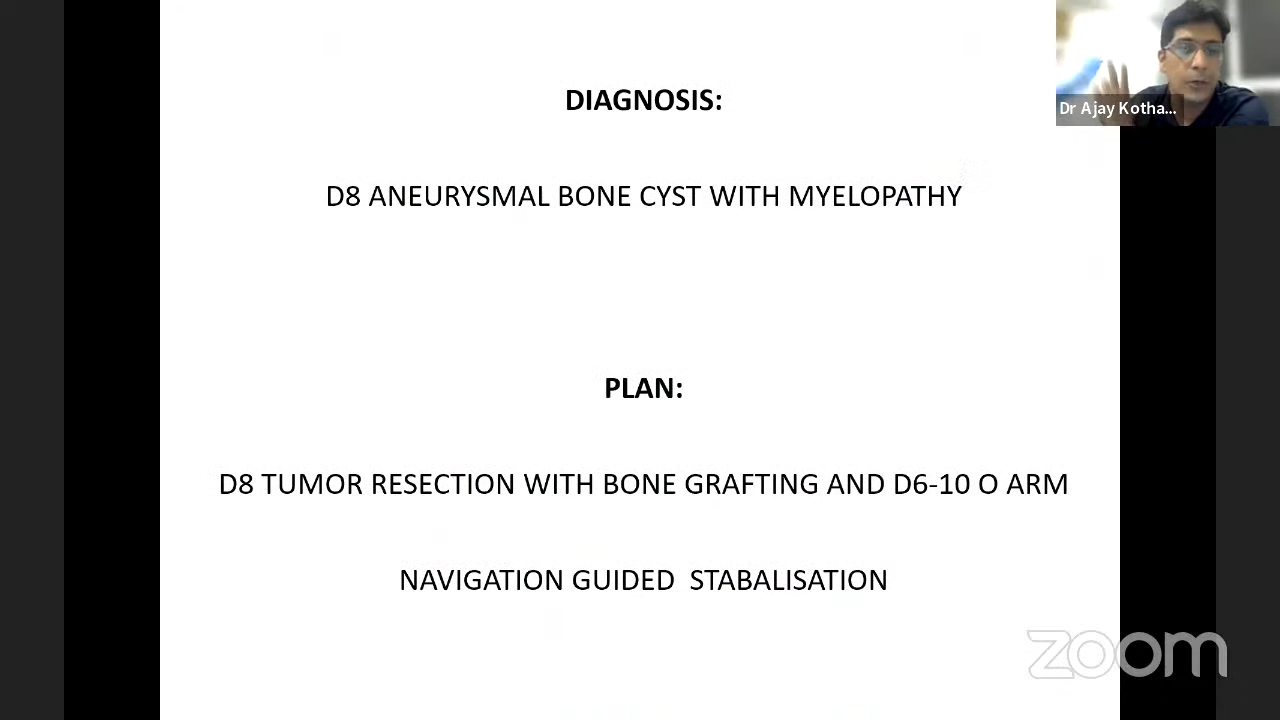 DIAGNOSIS:
Dr Ajay Kotha...
D8 ANEURYSMAL BONE CYST WITH MYELOPATHY
PLAN:
D8 TUMOR RESECTION WITH BONE GRAFTING AND D6-10 O ARM
NAVIGATION GUIDED  STABALISATION
zoom